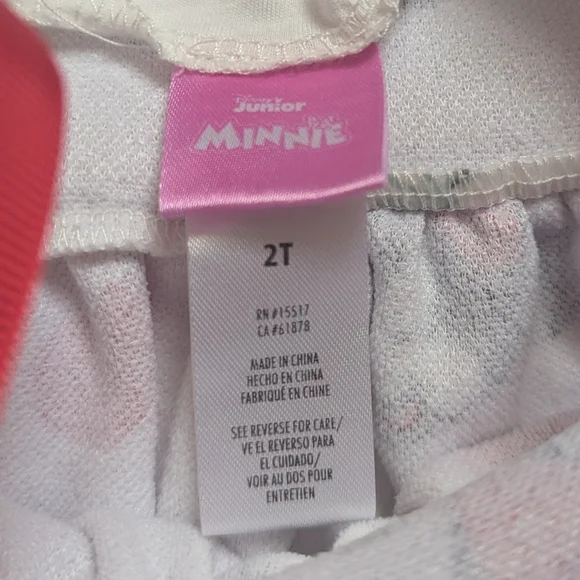 Disney
Junior
MINNIE
2T
RN #15517
CA #61878
MADE IN CHINA
HECHO EN CHINA
FABRIQUÉ EN CHINE
SEE REVERSE FOR CARE/
VE EL REVERSO PARA
EL CUIDADO/
VOIR AU DOS POUR
ENTRETIEN